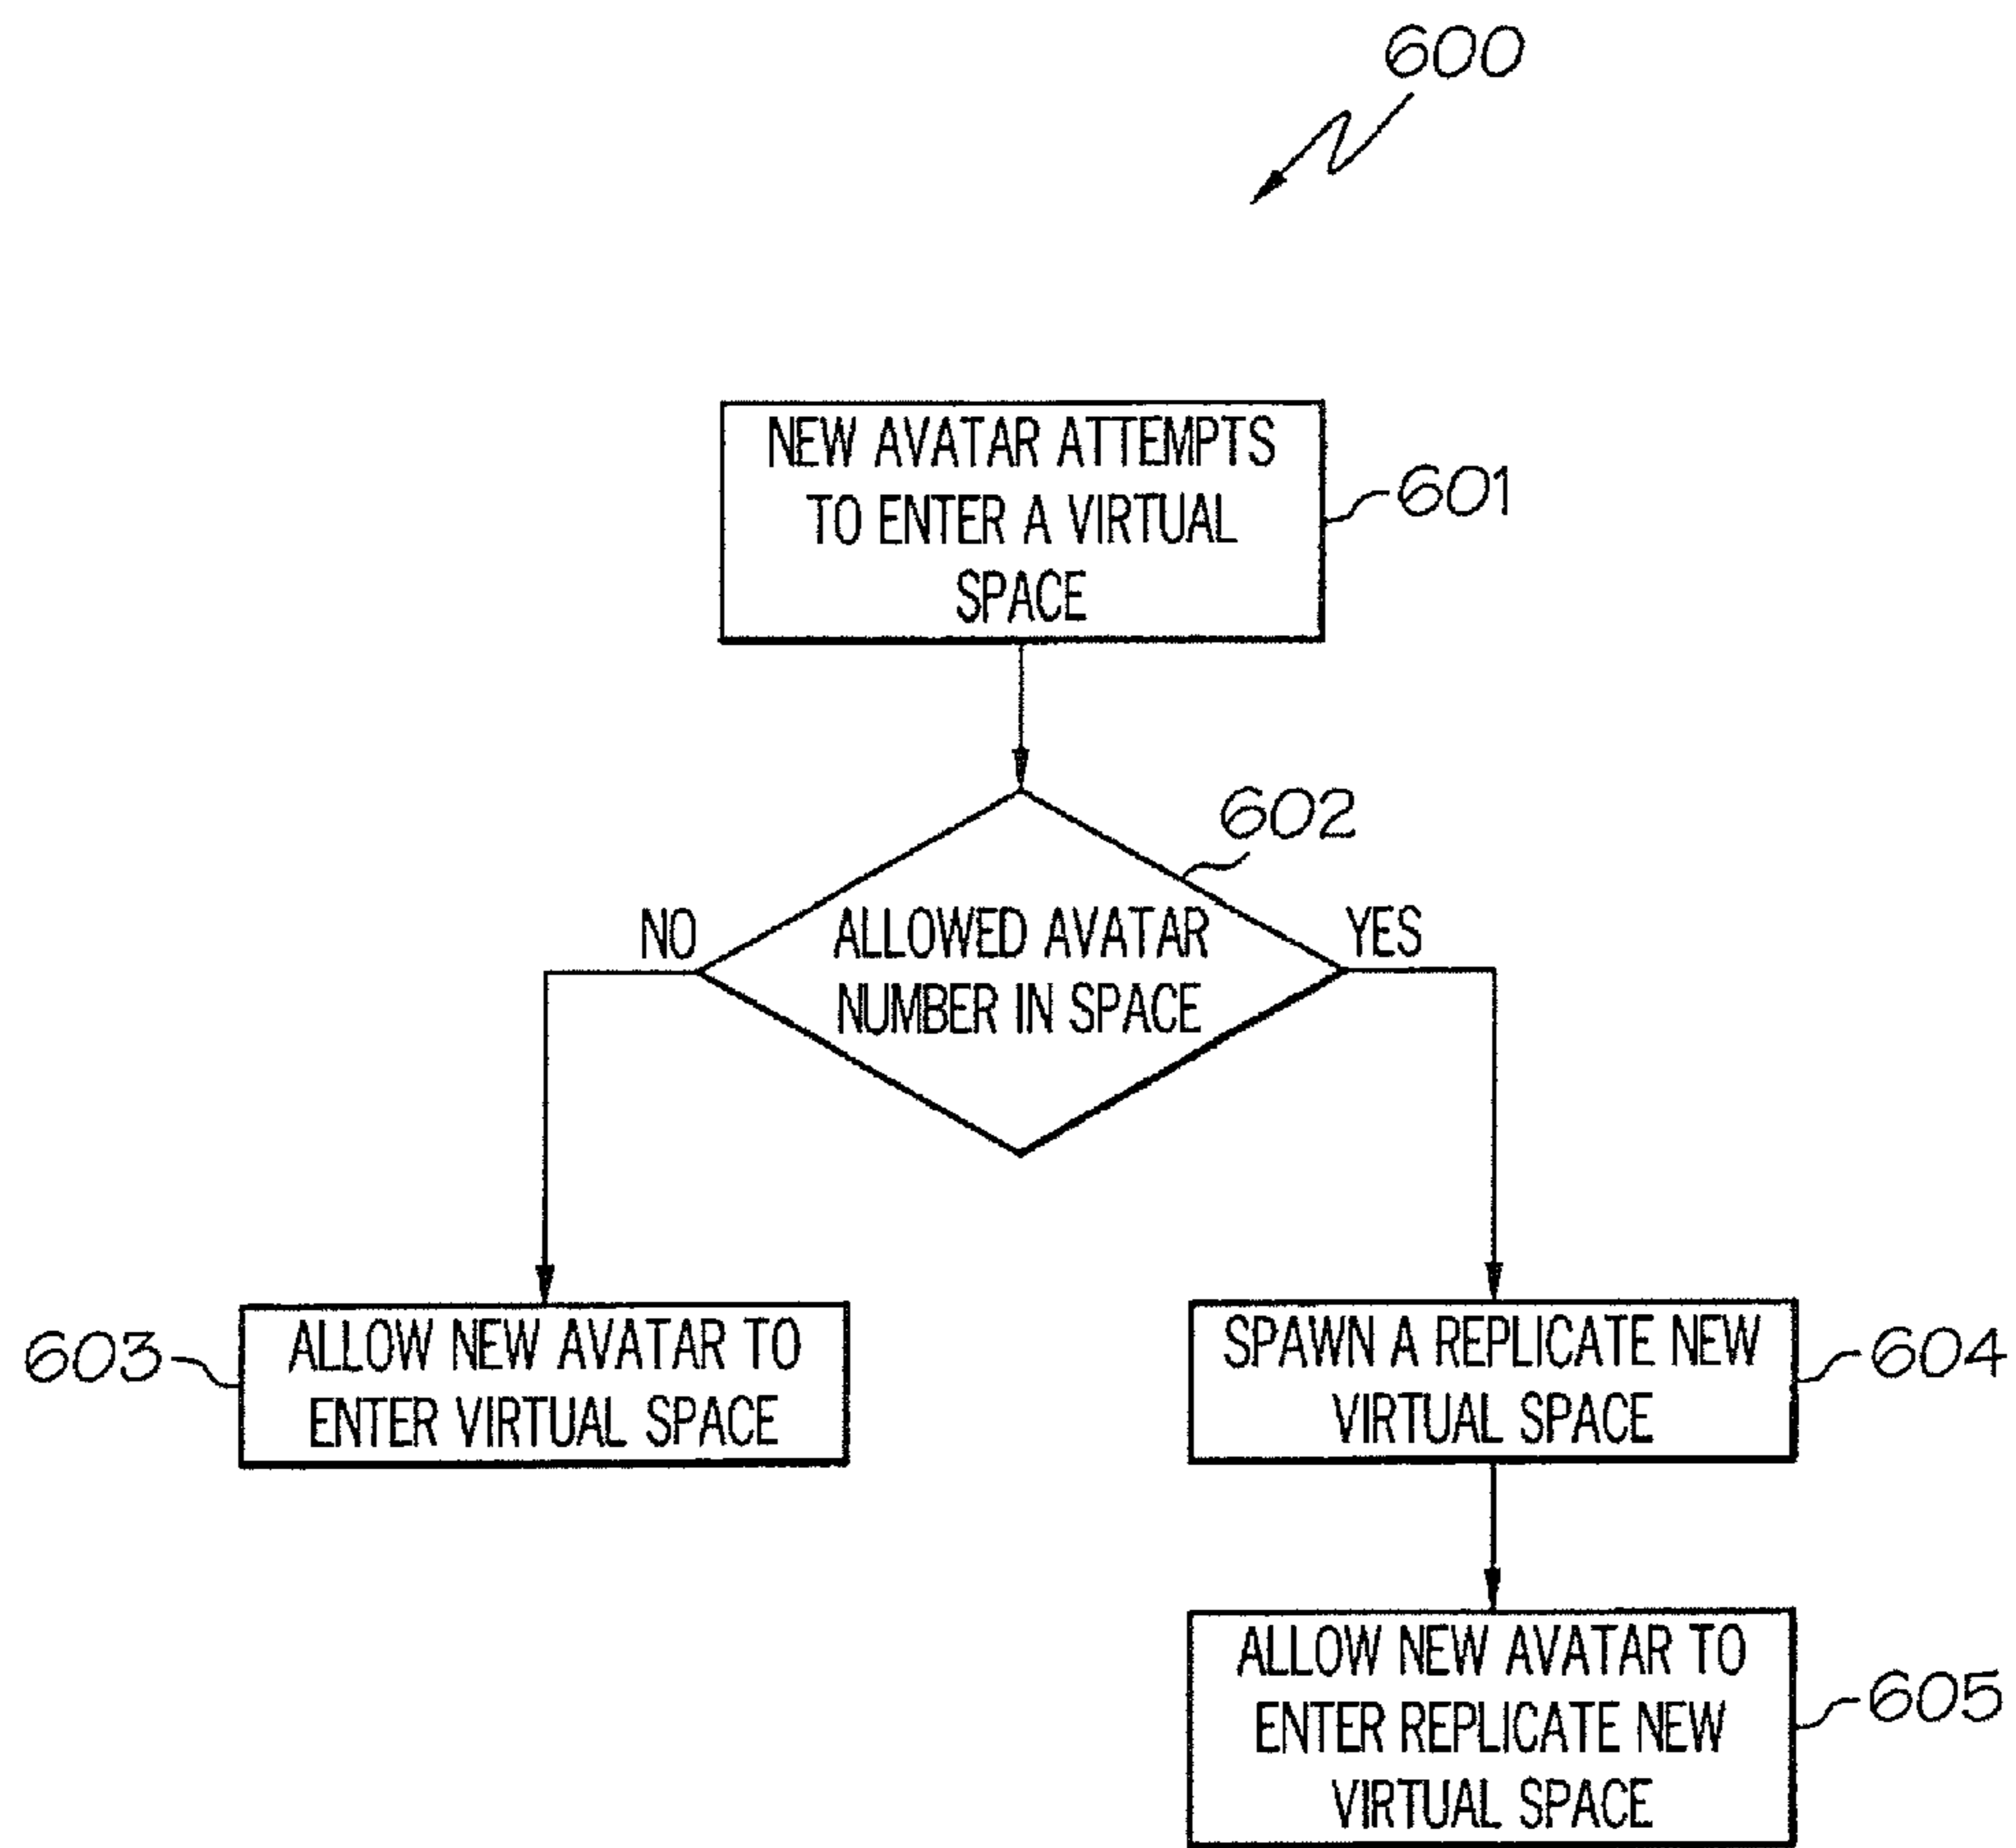 600
NEW AVATAR ATTEMPTS
TO ENTER A VIRTUAL
SPACE
601
602
NO
ALLOWED AVATAR
NUMBER IN SPACE
YES
603
ALLOW NEW AVATAR TO
ENTER VIRTUAL SPACE
SPAWN A REPLICATE NEW
VIRTUAL SPACE
604
ALLOW NEW AVATAR TO
ENTER REPLICATE NEW
VIRTUAL SPACE
605